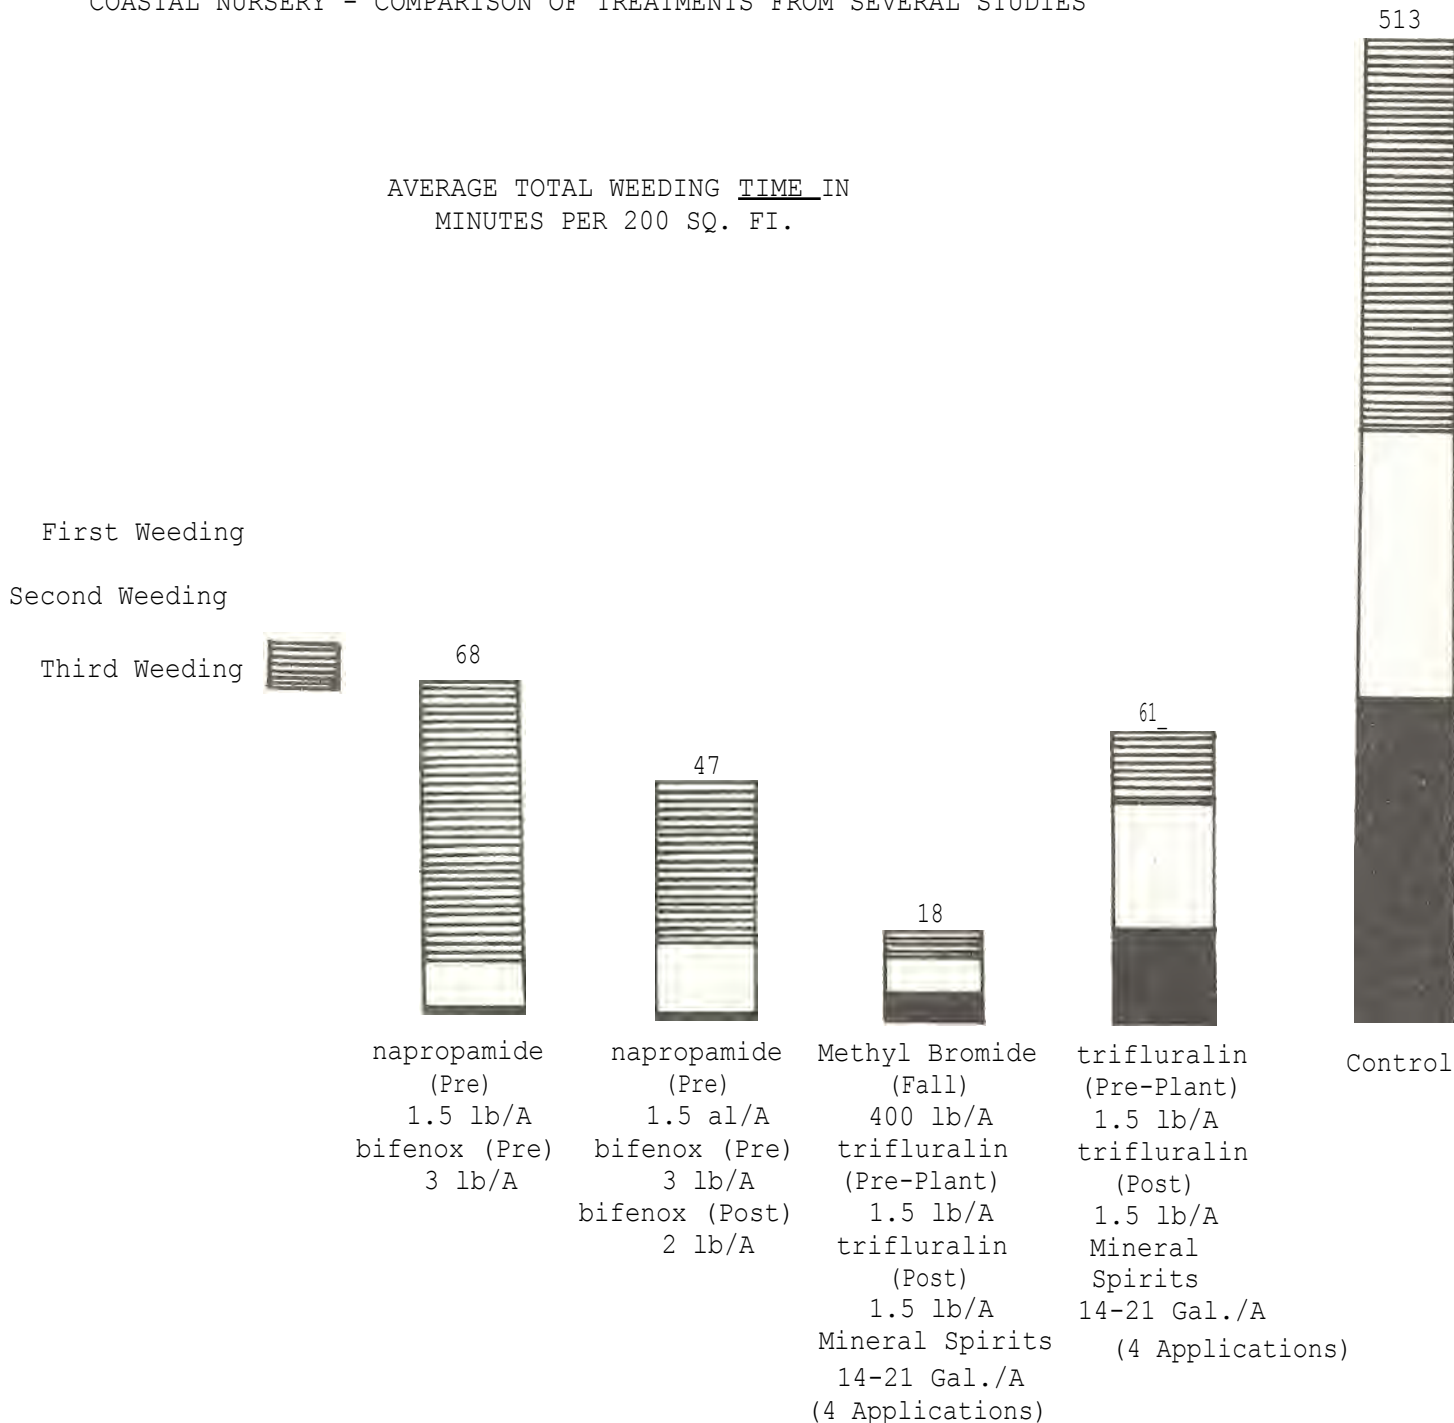 COASTAL NURSERY - COMPARISON OF TREATMENTS FROM SEVERAL STUDIES
513
AVERAGE TOTAL WEEDING TIME IN
MINUTES PER 200 SQ. FI.
First Weeding
Second Weeding
Third Weeding
68
47
18
61_
napropamide
(Pre)
1.5 lb/A
bifenox (Pre)
3 lb/A
napropamide
(Pre)
1.5 al/A
bifenox (Pre)
3 lb/A
bifenox (Post)
2 lb/A
Methyl Bromide
(Fall)
400 lb/A
trifluralin
(Pre-Plant)
1.5 lb/A
trifluralin
(Post)
1.5 lb/A
Mineral Spirits
14-21 Gal./A
(4 Applications)
trifluralin
(Pre-Plant)
1.5 lb/A
trifluralin
(Post)
1.5 lb/A
Mineral
Spirits
14-21 Gal./A
(4 Applications)
Control